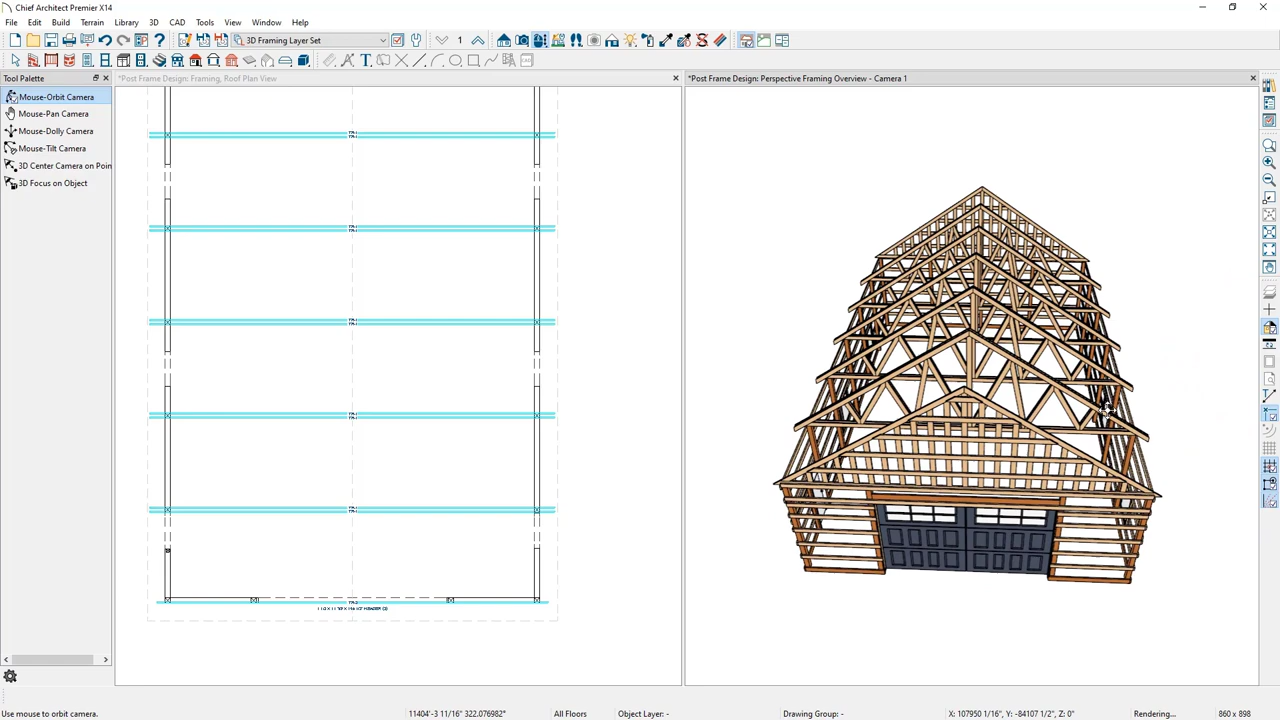 Chief Architect Premier X14
File Edit Build Terrain Library 3D CAD Tools View Window Help
3D Framing Layer Set
1
Tool Palette
*Post Frame Design: Framing, Roof Plan View
*Post Frame Design: Perspective Framing Overview - Camera 1
Mouse-Orbit Camera
Mouse-Pan Camera
Mouse-Dolly Camera
Mouse-Tilt Camera
3D Center Camera on Poin
3D Focus on Object
Use mouse to orbit camera.
11404'-3 11/16" 322.076982°
All Floors
Object Layer: -
Drawing Group: -
X: 107950 1/16", Y: -84107 1/2", Z: 0"
Rendering...
860 x 898